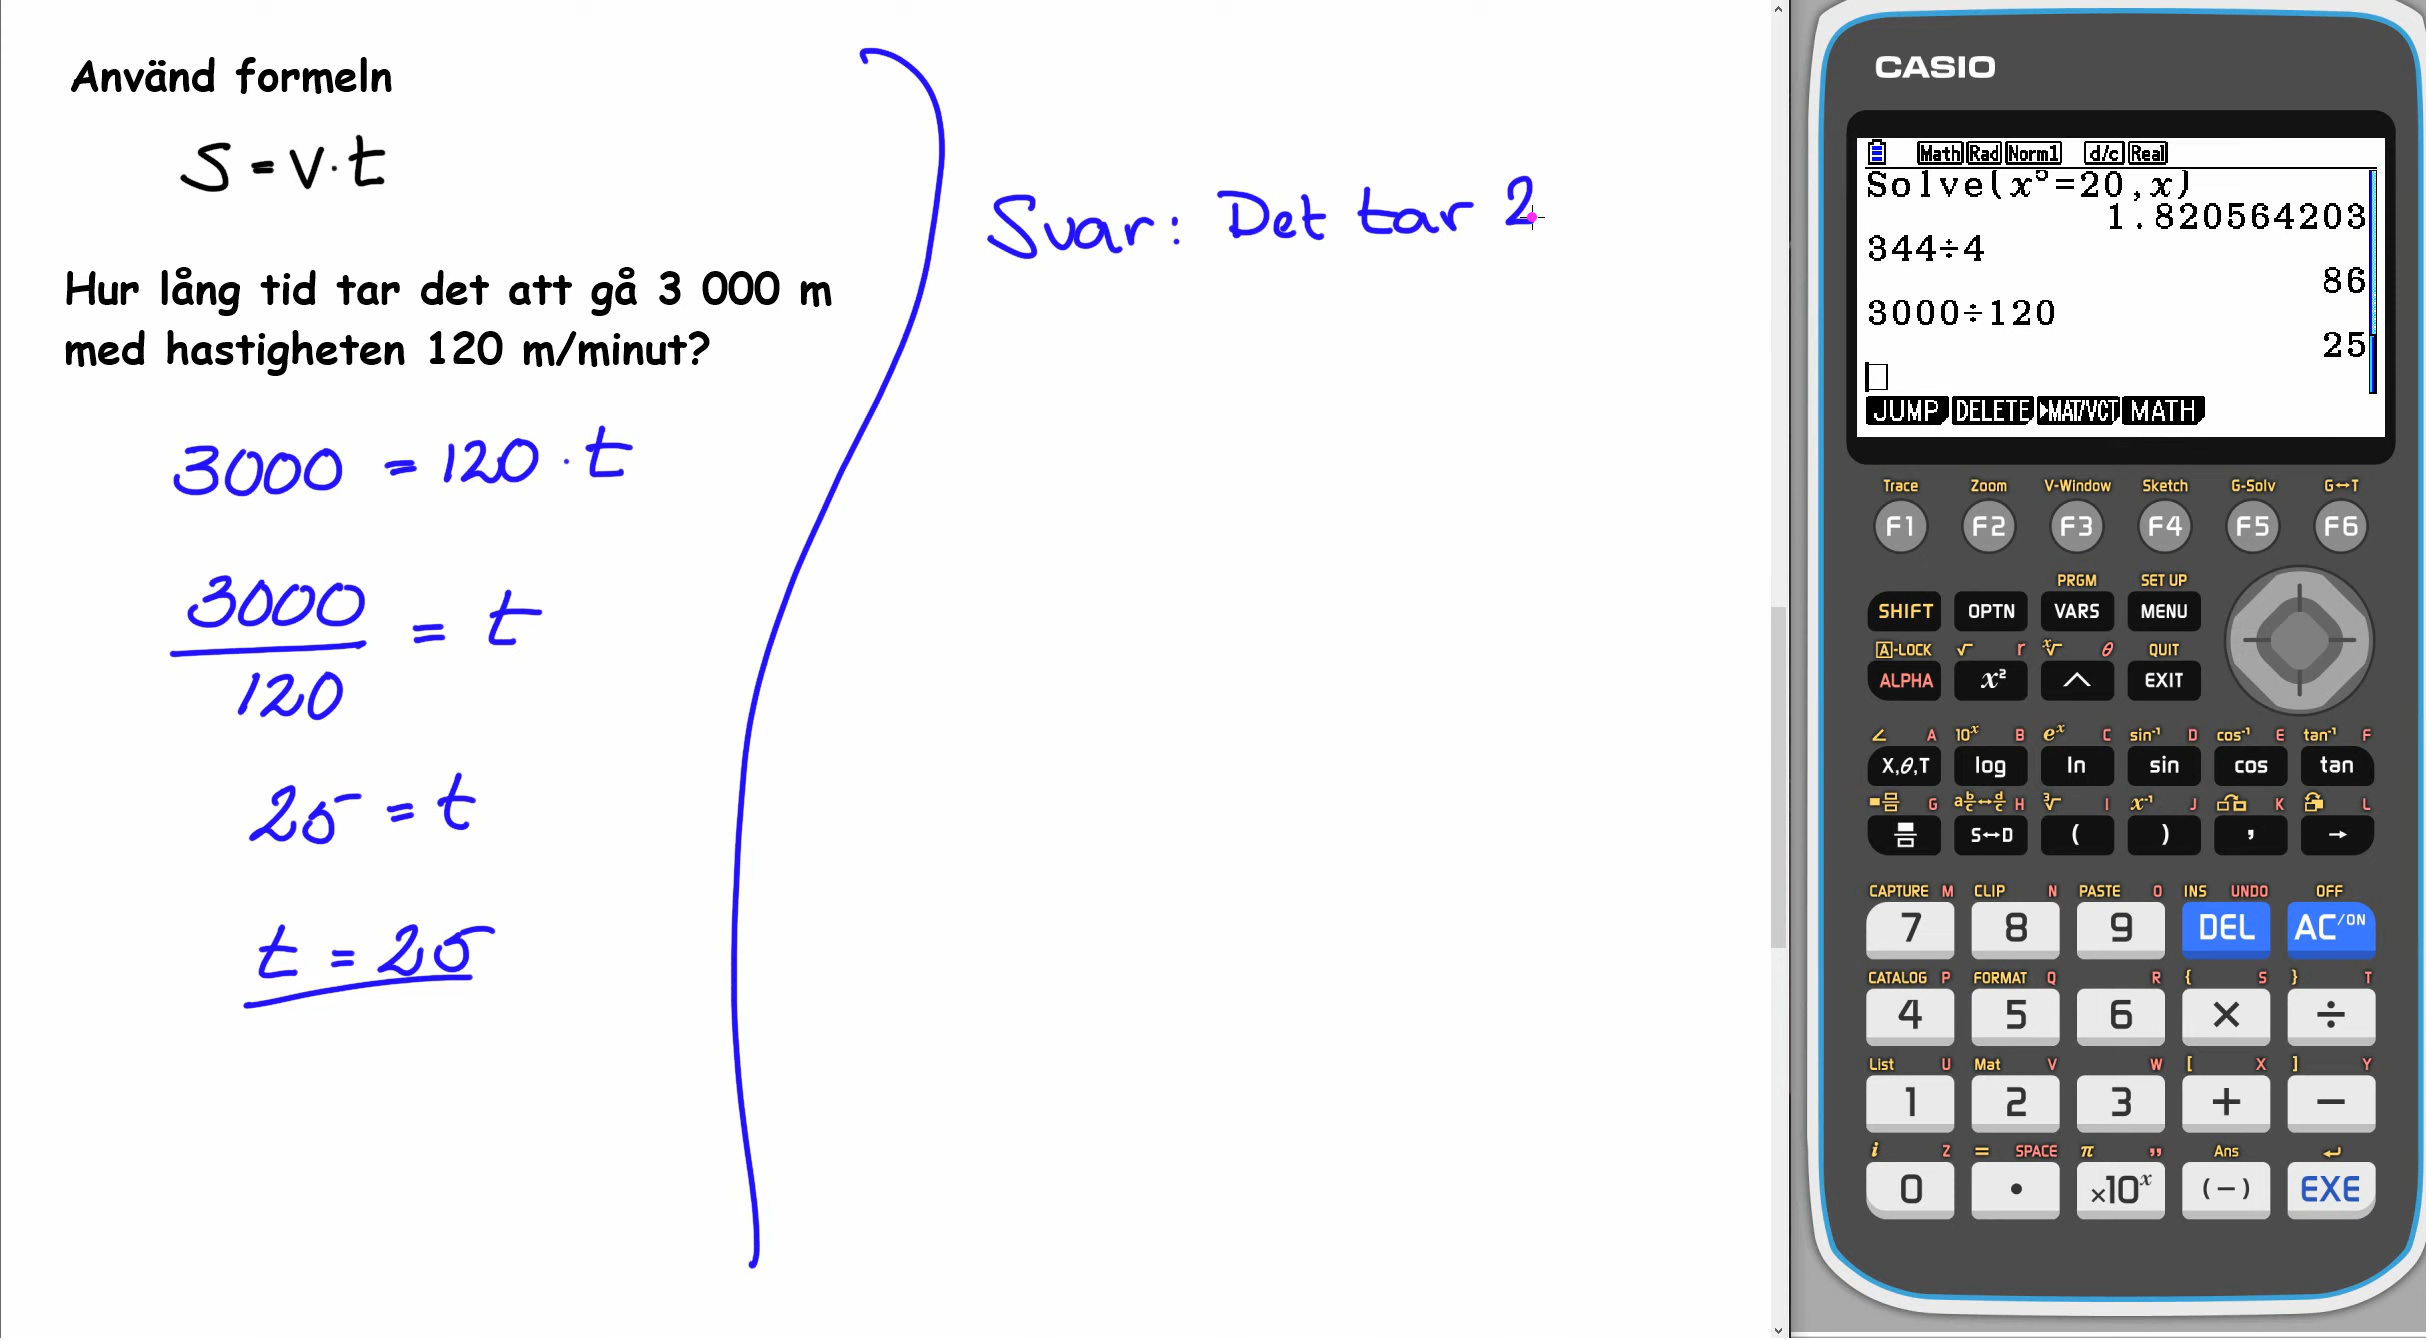 Använd formeln
S = v · t
Hur lång tid tar det att gå 3 000 m
med hastigheten 120 m/minut?
3000 = 120 · t
3000
120
= t
25 = t
t = 25
Svar: Det tar 2
CASIO
Math Rad Norm1 d/c Real
Solve(x⁵=20,x)
1.820564203
344÷4
86
3000÷120
25
JUMP DELETE ▶MAT/VCT MATH
Trace Zoom V-Window Sketch G-Solv G↔T
F1 F2 F3 F4 F5 F6
PRGM SET UP
SHIFT OPTN VARS MENU
A-LOCK √ r ˣ√ θ QUIT
ALPHA x² ^ EXIT
∠ A 10ˣ B eˣ C sin⁻¹ D cos⁻¹ E tan⁻¹ F
X,θ,T log ln sin cos tan
G a b/c↔d/c H ³√ I x⁻¹ J K L
S↔D ( ) , →
CAPTURE M CLIP N PASTE O INS UNDO OFF
7 8 9 DEL AC/ON
CATALOG P FORMAT Q R { S } T
4 5 6 × ÷
List U Mat V W [ X ] Y
1 2 3 + −
i Z = SPACE π " Ans ↵
0 • ×10ˣ (−) EXE